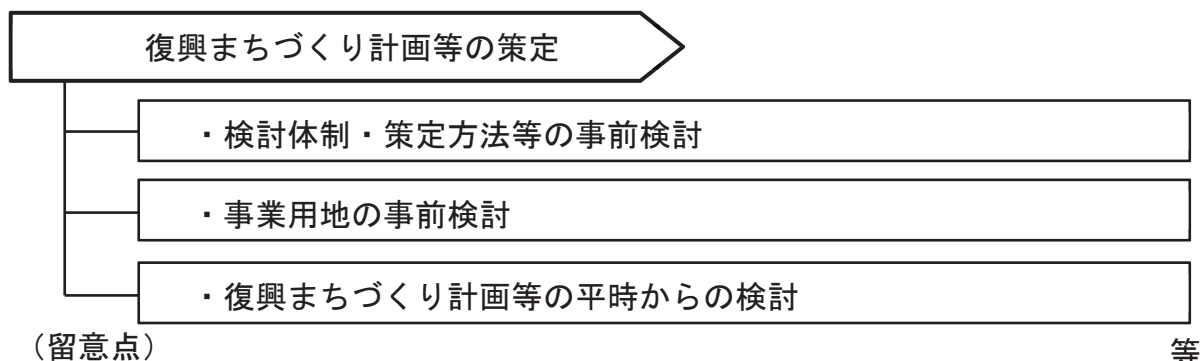 復興まちづくり計画等の策定
・検討体制・策定方法等の事前検討
・事業用地の事前検討
・復興まちづくり計画等の平時からの検討
（留意点）
等